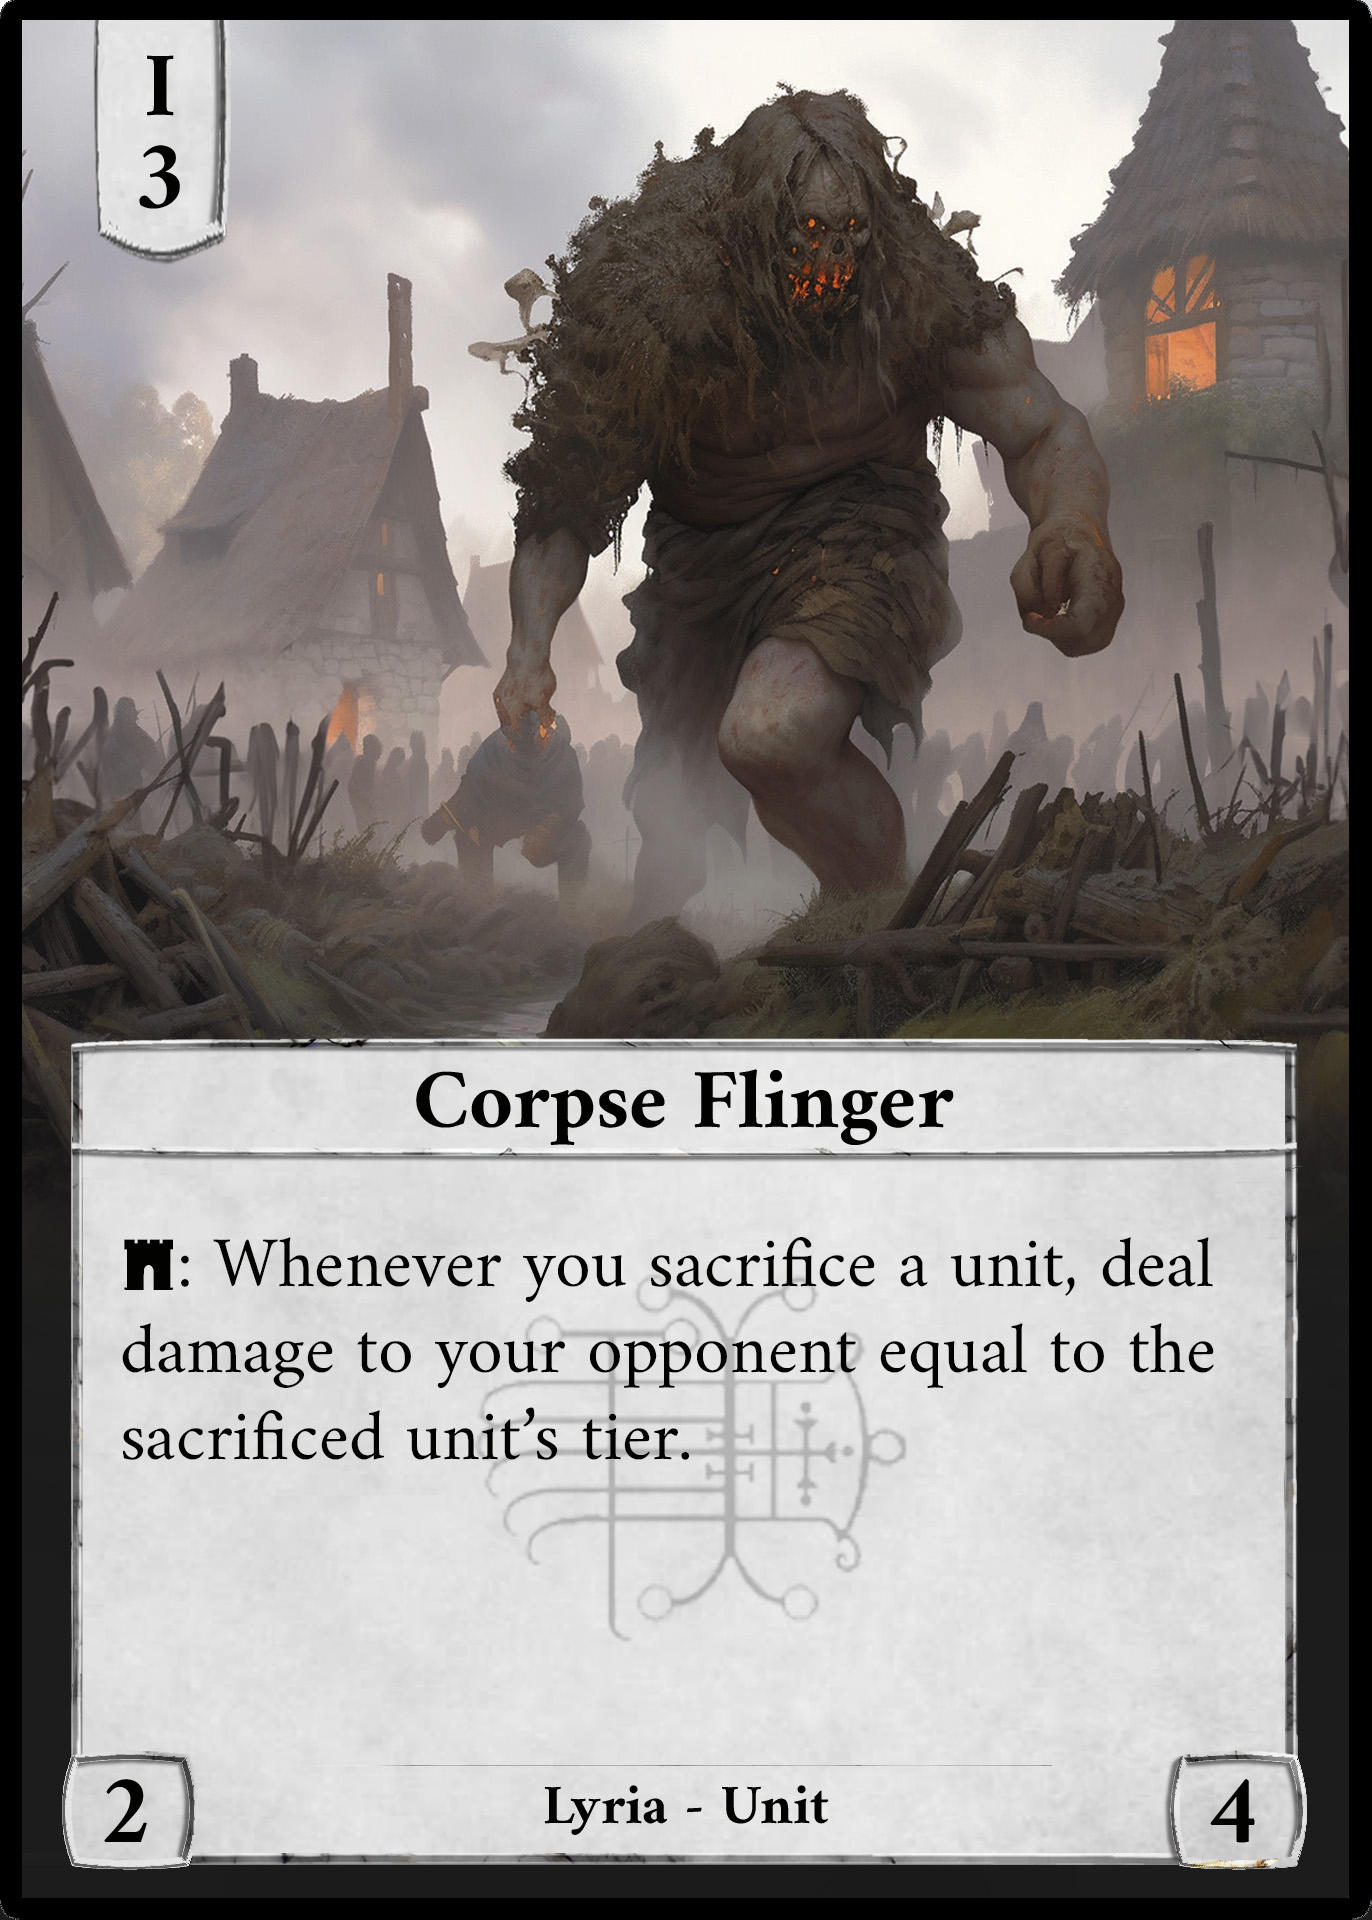 I
3
Corpse Flinger
: Whenever you sacrifice a unit, deal
damage to your opponent equal to the
sacrificed unit’s tier.
2
Lyria - Unit
4